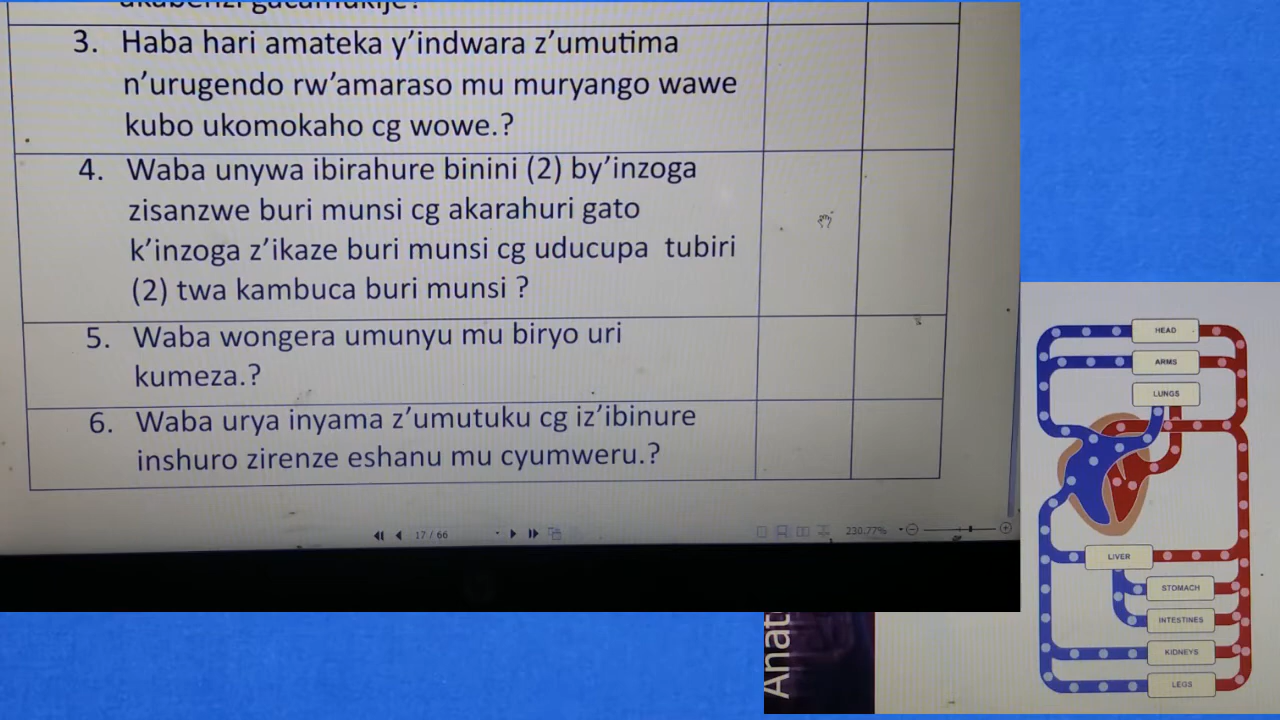 3. Haba hari amateka y’indwara z’umutima
n’urugendo rw’amaraso mu muryango wawe
kubo ukomokaho cg wowe.?
4. Waba unywa ibirahure binini (2) by’inzoga
zisanzwe buri munsi cg akarahuri gato
k’inzoga z’ikaze buri munsi cg uducupa tubiri
(2) twa kambuca buri munsi ?
5. Waba wongera umunyu mu biryo uri
kumeza.?
6. Waba urya inyama z’umutuku cg iz’ibinure
inshuro zirenze eshanu mu cyumweru.?
17 / 66
230.77%
HEAD
ARMS
LUNGS
LIVER
STOMACH
INTESTINES
KIDNEYS
LEGS